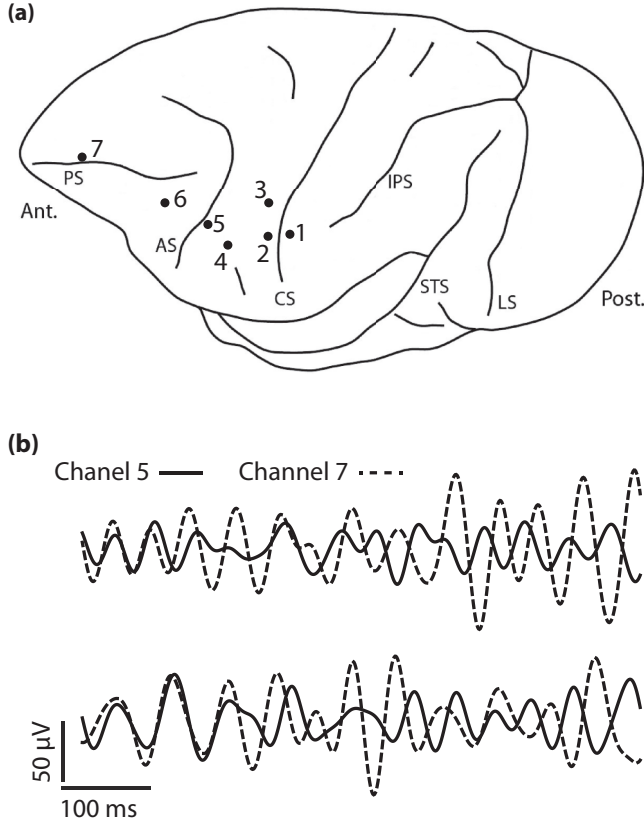 (a)
7
PS
Ant.
6
3
IPS
5
AS
4
2
1
CS
STS
LS
Post.
(b)
Chanel 5
Channel 7
50 μV
100 ms